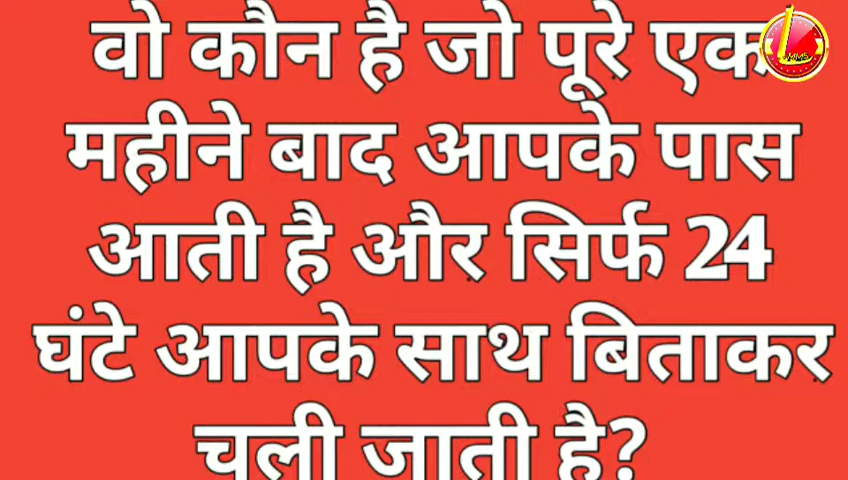 वो कौन है जो पूरे एक
महीने बाद आपके पास
आती है और सिर्फ 24
घंटे आपके साथ बिताकर
चली जाती है?